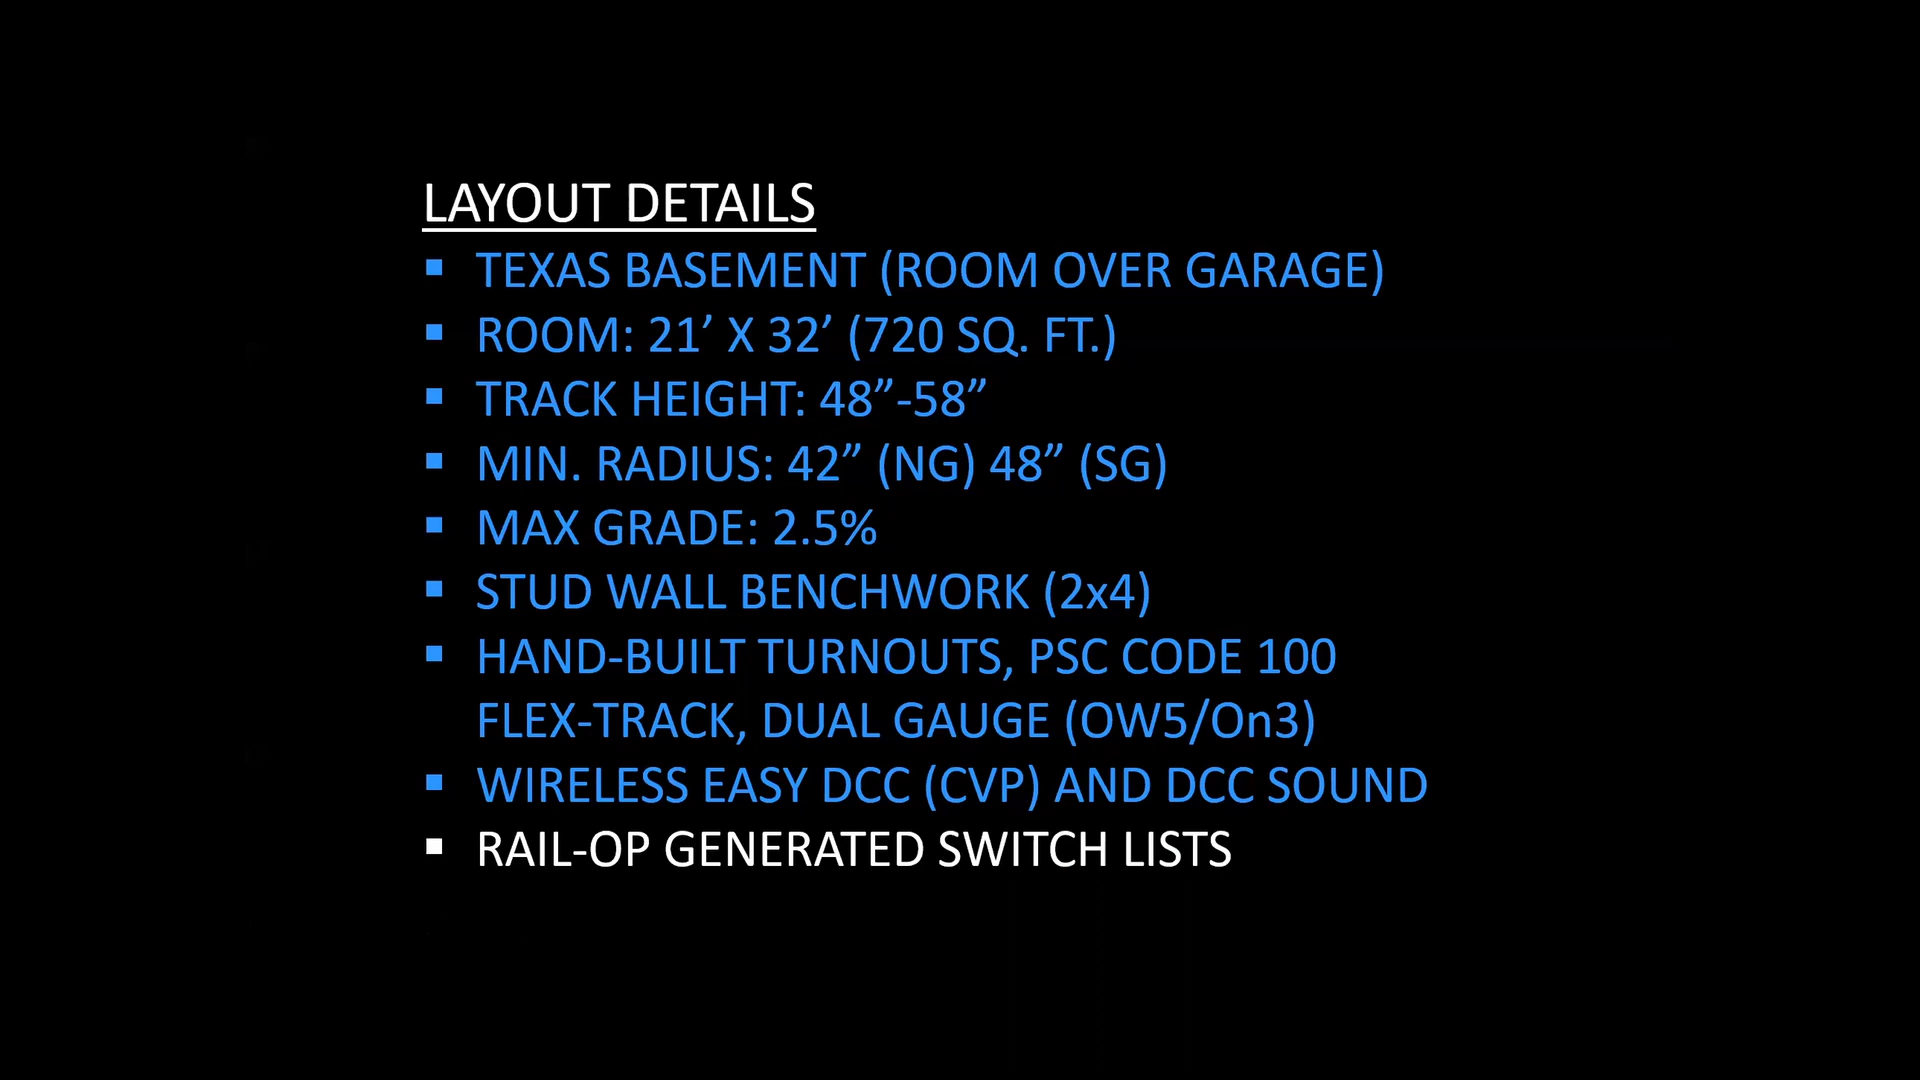 LAYOUT DETAILS
▪ TEXAS BASEMENT (ROOM OVER GARAGE)
▪ ROOM: 21’ X 32’ (720 SQ. FT.)
▪ TRACK HEIGHT: 48”-58”
▪ MIN. RADIUS: 42” (NG) 48” (SG)
▪ MAX GRADE: 2.5%
▪ STUD WALL BENCHWORK (2x4)
▪ HAND-BUILT TURNOUTS, PSC CODE 100
FLEX-TRACK, DUAL GAUGE (OW5/On3)
▪ WIRELESS EASY DCC (CVP) AND DCC SOUND
▪ RAIL-OP GENERATED SWITCH LISTS